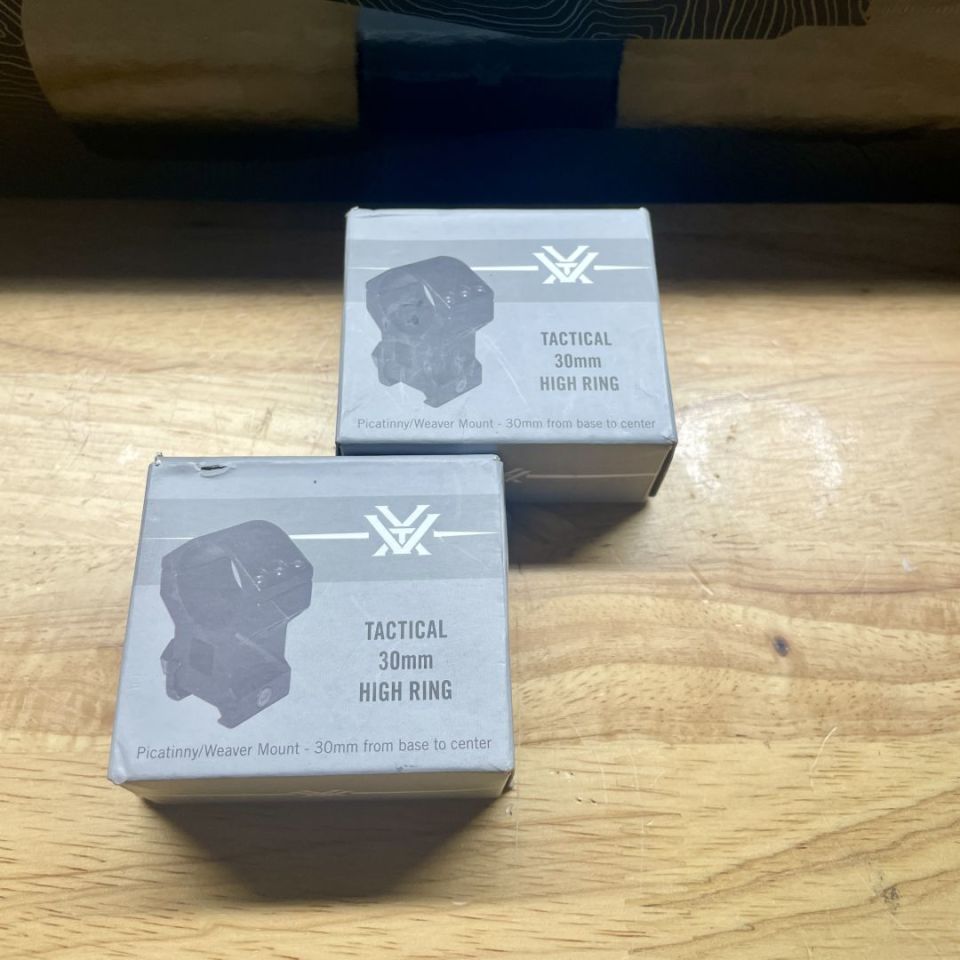 TACTICAL
30mm
HIGH RING
Picatinny/Weaver Mount - 30mm from base to center
TACTICAL
30mm
HIGH RING
Picatinny/Weaver Mount - 30mm from base to center